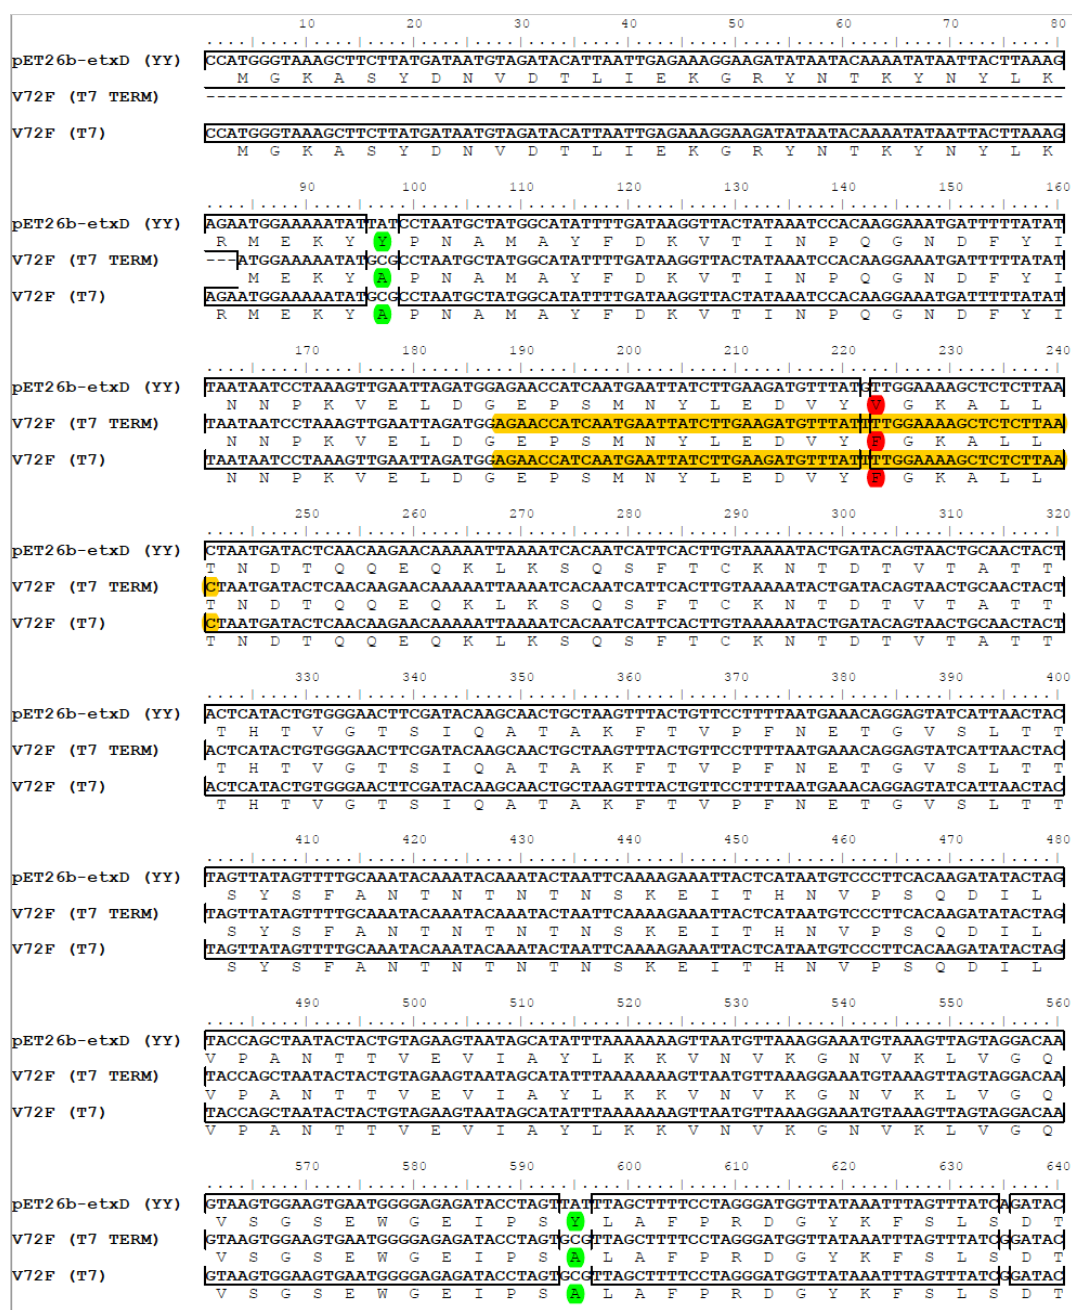 10 20 30 40 50 60 70 80
....|....|....|....|....|....|....|....|....|....|....|....|....|....|....|....|
pET26b-etxD (YY) CCATGGGTAAAGCTTCTTATGATAATGTAGATACATTAATTGAGAAAGGAAGATATAATACAAAATATAATTACTTAAAG
M G K A S Y D N V D T L I E K G R Y N T K Y N Y L K
V72F (T7 TERM) --------------------------------------------------------------------------------
V72F (T7) CCATGGGTAAAGCTTCTTATGATAATGTAGATACATTAATTGAGAAAGGAAGATATAATACAAAATATAATTACTTAAAG
M G K A S Y D N V D T L I E K G R Y N T K Y N Y L K
90 100 110 120 130 140 150 160
....|....|....|....|....|....|....|....|....|....|....|....|....|....|....|....|
pET26b-etxD (YY) AGAATGGAAAAATATTATCCTAATGCTATGGCATATTTTGATAAGGTTACTATAAATCCACAAGGAAATGATTTTTATAT
R M E K Y Y P N A M A Y F D K V T I N P Q G N D F Y I
V72F (T7 TERM) ---ATGGAAAAATATGCGCCTAATGCTATGGCATATTTTGATAAGGTTACTATAAATCCACAAGGAAATGATTTTTATAT
M E K Y A P N A M A Y F D K V T I N P Q G N D F Y I
V72F (T7) AGAATGGAAAAATATGCGCCTAATGCTATGGCATATTTTGATAAGGTTACTATAAATCCACAAGGAAATGATTTTTATAT
R M E K Y A P N A M A Y F D K V T I N P Q G N D F Y I
170 180 190 200 210 220 230 240
....|....|....|....|....|....|....|....|....|....|....|....|....|....|....|....|
pET26b-etxD (YY) TAATAATCCTAAAGTTGAATTAGATGGAGAACCATCAATGAATTATCTTGAAGATGTTTATGTTGGAAAAGCTCTCTTAA
N N P K V E L D G E P S M N Y L E D V Y V G K A L L
V72F (T7 TERM) TAATAATCCTAAAGTTGAATTAGATGGAGAACCATCAATGAATTATCTTGAAGATGTTTATTTTGGAAAAGCTCTCTTAA
N N P K V E L D G E P S M N Y L E D V Y F G K A L L
V72F (T7) TAATAATCCTAAAGTTGAATTAGATGGAGAACCATCAATGAATTATCTTGAAGATGTTTATTTTGGAAAAGCTCTCTTAA
N N P K V E L D G E P S M N Y L E D V Y F G K A L L
250 260 270 280 290 300 310 320
....|....|....|....|....|....|....|....|....|....|....|....|....|....|....|....|
pET26b-etxD (YY) CTAATGATACTCAACAAGAACAAAAATTAAAATCACAATCATTCACTTGTAAAAATACTGATACAGTAACTGCAACTACT
T N D T Q Q E Q K L K S Q S F T C K N T D T V T A T T
V72F (T7 TERM) CTAATGATACTCAACAAGAACAAAAATTAAAATCACAATCATTCACTTGTAAAAATACTGATACAGTAACTGCAACTACT
T N D T Q Q E Q K L K S Q S F T C K N T D T V T A T T
V72F (T7) CTAATGATACTCAACAAGAACAAAAATTAAAATCACAATCATTCACTTGTAAAAATACTGATACAGTAACTGCAACTACT
T N D T Q Q E Q K L K S Q S F T C K N T D T V T A T T
330 340 350 360 370 380 390 400
....|....|....|....|....|....|....|....|....|....|....|....|....|....|....|....|
pET26b-etxD (YY) ACTCATACTGTGGGAACTTCGATACAAGCAACTGCTAAGTTTACTGTTCCTTTTAATGAAACAGGAGTATCATTAACTAC
T H T V G T S I Q A T A K F T V P F N E T G V S L T T
V72F (T7 TERM) ACTCATACTGTGGGAACTTCGATACAAGCAACTGCTAAGTTTACTGTTCCTTTTAATGAAACAGGAGTATCATTAACTAC
T H T V G T S I Q A T A K F T V P F N E T G V S L T T
V72F (T7) ACTCATACTGTGGGAACTTCGATACAAGCAACTGCTAAGTTTACTGTTCCTTTTAATGAAACAGGAGTATCATTAACTAC
T H T V G T S I Q A T A K F T V P F N E T G V S L T T
410 420 430 440 450 460 470 480
....|....|....|....|....|....|....|....|....|....|....|....|....|....|....|....|
pET26b-etxD (YY) TAGTTATAGTTTTGCAAATACAAATACAAATACTAATTCAAAAGAAATTACTCATAATGTCCCTTCACAAGATATACTAG
S Y S F A N T N T N T N S K E I T H N V P S Q D I L
V72F (T7 TERM) TAGTTATAGTTTTGCAAATACAAATACAAATACTAATTCAAAAGAAATTACTCATAATGTCCCTTCACAAGATATACTAG
S Y S F A N T N T N T N S K E I T H N V P S Q D I L
V72F (T7) TAGTTATAGTTTTGCAAATACAAATACAAATACTAATTCAAAAGAAATTACTCATAATGTCCCTTCACAAGATATACTAG
S Y S F A N T N T N T N S K E I T H N V P S Q D I L
490 500 510 520 530 540 550 560
....|....|....|....|....|....|....|....|....|....|....|....|....|....|....|....|
pET26b-etxD (YY) TACCAGCTAATACTACTGTAGAAGTAATAGCATATTTAAAAAAAGTTAATGTTAAAGGAAATGTAAAGTTAGTAGGACAA
V P A N T T V E V I A Y L K K V N V K G N V K L V G Q
V72F (T7 TERM) TACCAGCTAATACTACTGTAGAAGTAATAGCATATTTAAAAAAAGTTAATGTTAAAGGAAATGTAAAGTTAGTAGGACAA
V P A N T T V E V I A Y L K K V N V K G N V K L V G Q
V72F (T7) TACCAGCTAATACTACTGTAGAAGTAATAGCATATTTAAAAAAAGTTAATGTTAAAGGAAATGTAAAGTTAGTAGGACAA
V P A N T T V E V I A Y L K K V N V K G N V K L V G Q
570 580 590 600 610 620 630 640
....|....|....|....|....|....|....|....|....|....|....|....|....|....|....|....|
pET26b-etxD (YY) GTAAGTGGAAGTGAATGGGGAGAGATACCTAGTTATTTAGCTTTTCCTAGGGATGGTTATAAATTTAGTTTATCAGATAC
V S G S E W G E I P S Y L A F P R D G Y K F S L S D T
V72F (T7 TERM) GTAAGTGGAAGTGAATGGGGAGAGATACCTAGTGCGTTAGCTTTTCCTAGGGATGGTTATAAATTTAGTTTATCGGATAC
V S G S E W G E I P S A L A F P R D G Y K F S L S D T
V72F (T7) GTAAGTGGAAGTGAATGGGGAGAGATACCTAGTGCGTTAGCTTTTCCTAGGGATGGTTATAAATTTAGTTTATCGGATAC
V S G S E W G E I P S A L A F P R D G Y K F S L S D T